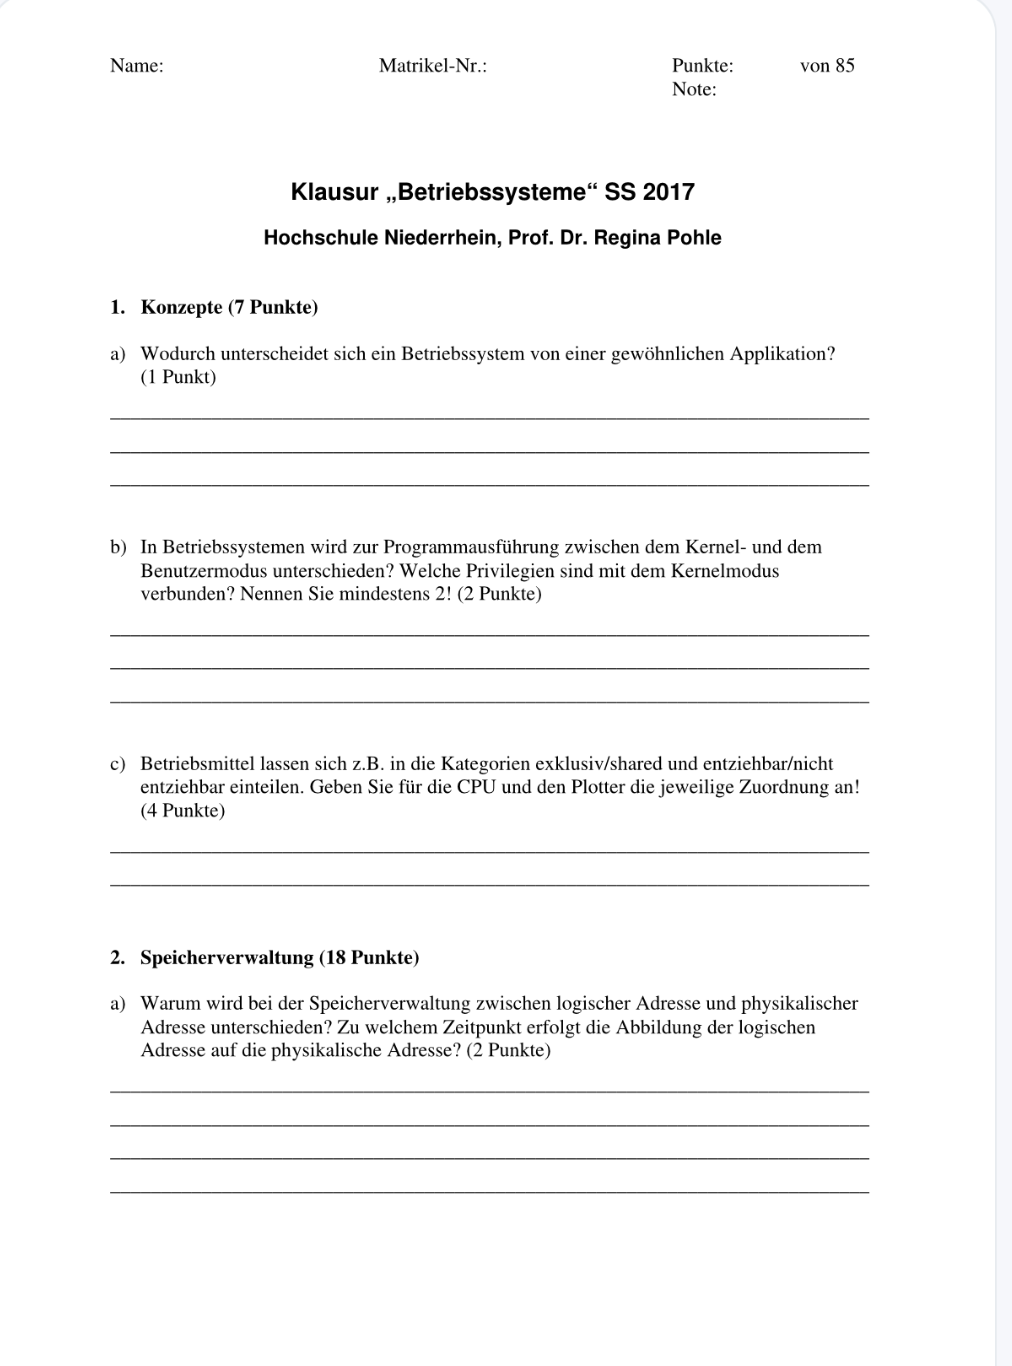 Name: Matrikel-Nr.: Punkte: von 85
Note:
Klausur „Betriebssysteme“ SS 2017
Hochschule Niederrhein, Prof. Dr. Regina Pohle
1. Konzepte (7 Punkte)
a) Wodurch unterscheidet sich ein Betriebssystem von einer gewöhnlichen Applikation?
(1 Punkt)
b) In Betriebssystemen wird zur Programmausführung zwischen dem Kernel- und dem
Benutzermodus unterschieden? Welche Privilegien sind mit dem Kernelmodus
verbunden? Nennen Sie mindestens 2! (2 Punkte)
c) Betriebsmittel lassen sich z.B. in die Kategorien exklusiv/shared und entziehbar/nicht
entziehbar einteilen. Geben Sie für die CPU und den Plotter die jeweilige Zuordnung an!
(4 Punkte)
2. Speicherverwaltung (18 Punkte)
a) Warum wird bei der Speicherverwaltung zwischen logischer Adresse und physikalischer
Adresse unterschieden? Zu welchem Zeitpunkt erfolgt die Abbildung der logischen
Adresse auf die physikalische Adresse? (2 Punkte)